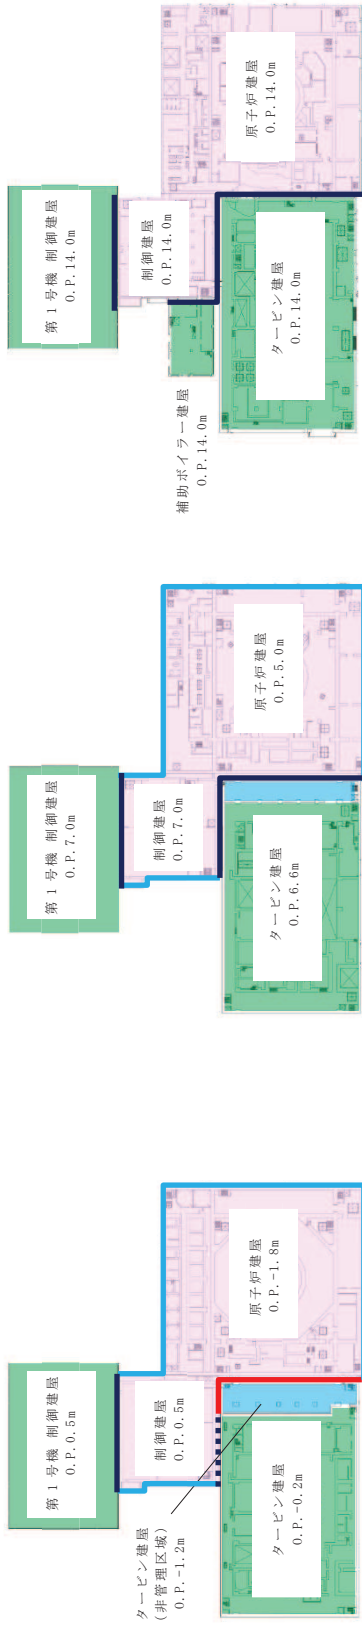 第１号機 制御建屋
O.P.0.5m
制御建屋
O.P.0.5m
原子炉建屋
O.P.-1.8m
タービン建屋
(非管理区域)
O.P.-1.2m
タービン建屋
O.P.-0.2m
第１号機 制御建屋
O.P.7.0m
制御建屋
O.P.7.0m
原子炉建屋
O.P.5.0m
タービン建屋
O.P.6.6m
第１号機 制御建屋
O.P.14.0m
制御建屋
O.P.14.0m
原子炉建屋
O.P.14.0m
補助ボイラー建屋
O.P.14.0m
タービン建屋
O.P.14.0m